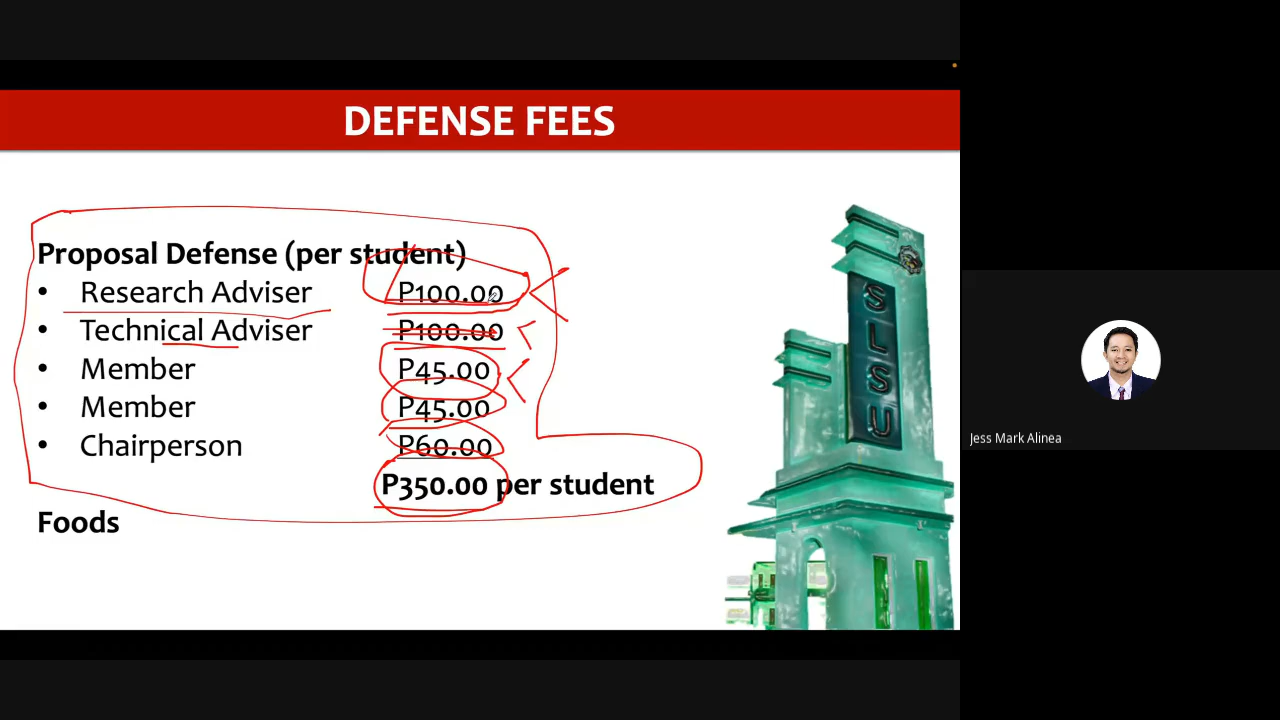 DEFENSE FEES
Proposal Defense (per student)
• Research Adviser P100.00
• Technical Adviser P100.00
• Member P45.00
• Member P45.00
• Chairperson P60.00
P350.00 per student
Foods
SLSU
Jess Mark Alinea